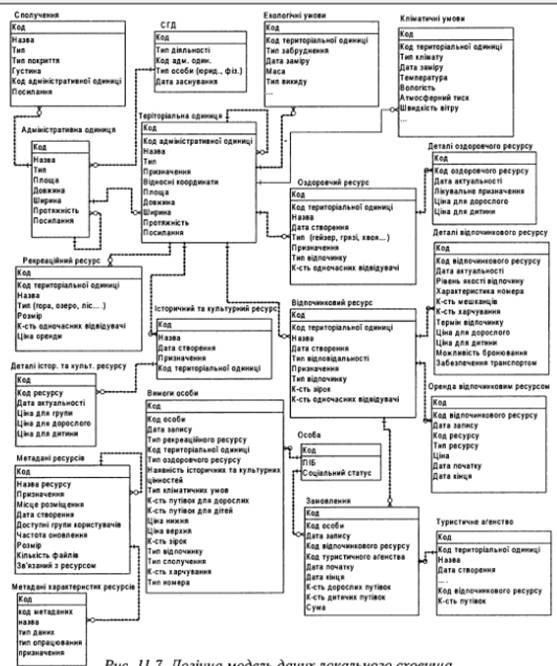 Сполучення
Код
Назва
Тип
Тип покриття
Густина
Код адміністративної одиниці
Посилання
СГД
Код
Тип діяльності
Код адм. один.
Тип особи (юрид., фіз.)
Дата заснування
Екологічні умови
Код
Код територіальної одиниці
Тип забруднення
Дата заміру
Маса
Тип викиду
...
Кліматичні умови
Код
Код територіальної одиниці
Тип клімату
Дата заміру
Температура
Вологість
Атмосферний тиск
Швидкість вітру
...
Адміністративна одиниця
Код
Назва
Тип
Площа
Довжина
Ширина
Протяжність
Посилання
Теріторіальна одиниця
Код
Код адміністративної одиниці
Назва
Тип
Призначення
Відносні координати
Площа
Довжина
Ширина
Протяжність
Посилання
Оздоровчий ресурс
Код
Код територіальної одиниці
Назва
Дата створення
Тип (гейзер, грязі, хвоя...)
Призначення
Тип відпочинку
К-сть одночасних відвідувачі
Деталі оздоровчого ресурсу
Код
Код оздоровчого ресурсу
Дата актуальності
Лікувальне призначення
Ціна для дорослого
Ціна для дитини
Деталі відпочинкового ресурсу
Код
Код відпочинкового ресурсу
Дата актуальності
Рівень якості відпочину
Характеристика номера
К-сть мешканців
К-сть харчування
Термін відпочинку
Ціна для дорослого
Ціна для дитини
Можливість бронювання
Забезпечення транспортом
Рекреаційний ресурс
Код
Код територіальної одиниці
Назва
Тип (гора, озеро, ліс,...)
Розмір
К-сть одночасних відвідувачі
Ціна оренди
Історичний та культурний ресурс
Код
Назва
Дата створення
Призначення
Код територіальної одиниці
Відпочинковий ресурс
Код
Код територіальної одиниці
Назва
Дата створення
Тип відповідальності
Призначення
Тип відпочинку
К-сть зірок
К-сть одночасних відвідувачі
Деталі істор. та культ. ресурсу
Код
Код ресурсу
Дата актуальності
Ціна для групи
Ціна для дорослого
Ціна для дитини
Вимоги особи
Код
Код особи
Дата запису
Тип рекреаційного ресурсу
Код територіальної одиниці
Тип оздоровчого ресурсу
Наявність історичних та культурних
цінностей
Тип кліматичних умов
К-сть путівок для дорослих
К-сть путівок для дітей
Ціна нижня
Ціна верхня
К-сть зірок
Тип відпочинку
Тип сполучення
К-сть харчування
Тип номера
Особа
Код
ПІБ
Соціальний статус
Оренда відпочинковим ресурсом
Код
Код відпочинкового ресурсу
Дата запису
Код ресурсу
Тип ресурсу
Ціна
Дата початку
Дата кінця
Метадані ресурсів
Код
Назва ресурсу
Призначення
Місце розміщення
Дата створення
Доступні групи користувачів
Частота оновлення
Розмір
Кількість файлів
Зв'язаний з ресурсом
Замовлення
Код
Код особи
Дата запису
Код відпочинкового ресурсу
Код туристичного агенства
Дата початку
Дата кінця
К-сть дорослих путівок
К-сть дитичих путівок
Сума
Туристичне агенство
Код
Код територіальної одиниці
Назва
Дата створення
....
Код відпочинкового ресурсу
К-сть путівок
Метадані характеристик ресурсів
Код
код метаданих
назва
тип даних
тип опрацювання
призначення
Рис. 11.7. Логічна модель даних локального сховища